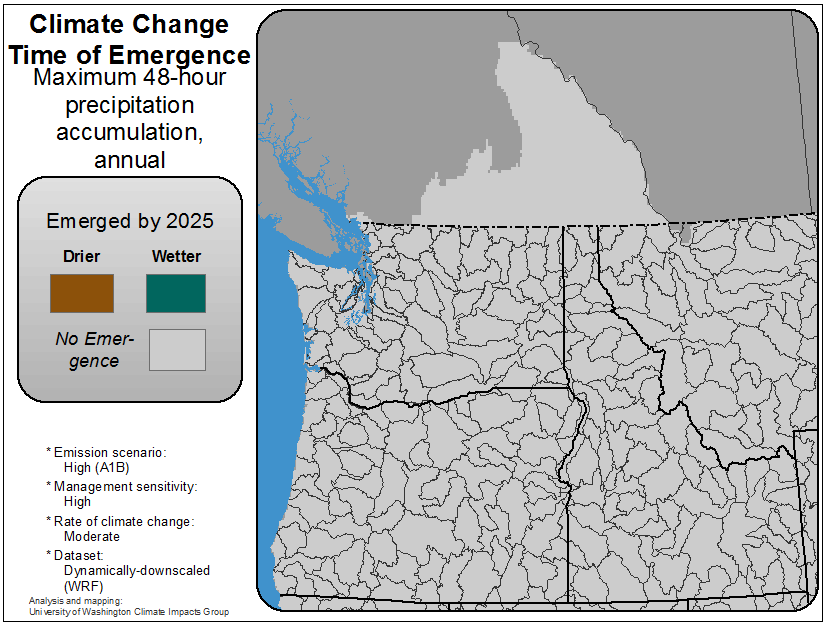 Climate Change
Time of Emergence
Maximum 48-hour
precipitation
accumulation,
annual
Emerged by 2025
Drier Wetter
No Emer-
gence
* Emission scenario:
High (A1B)
* Management sensitivity:
High
* Rate of climate change:
Moderate
* Dataset:
Dynamically-downscaled
(WRF)
Analysis and mapping:
University of Washington Climate Impacts Group